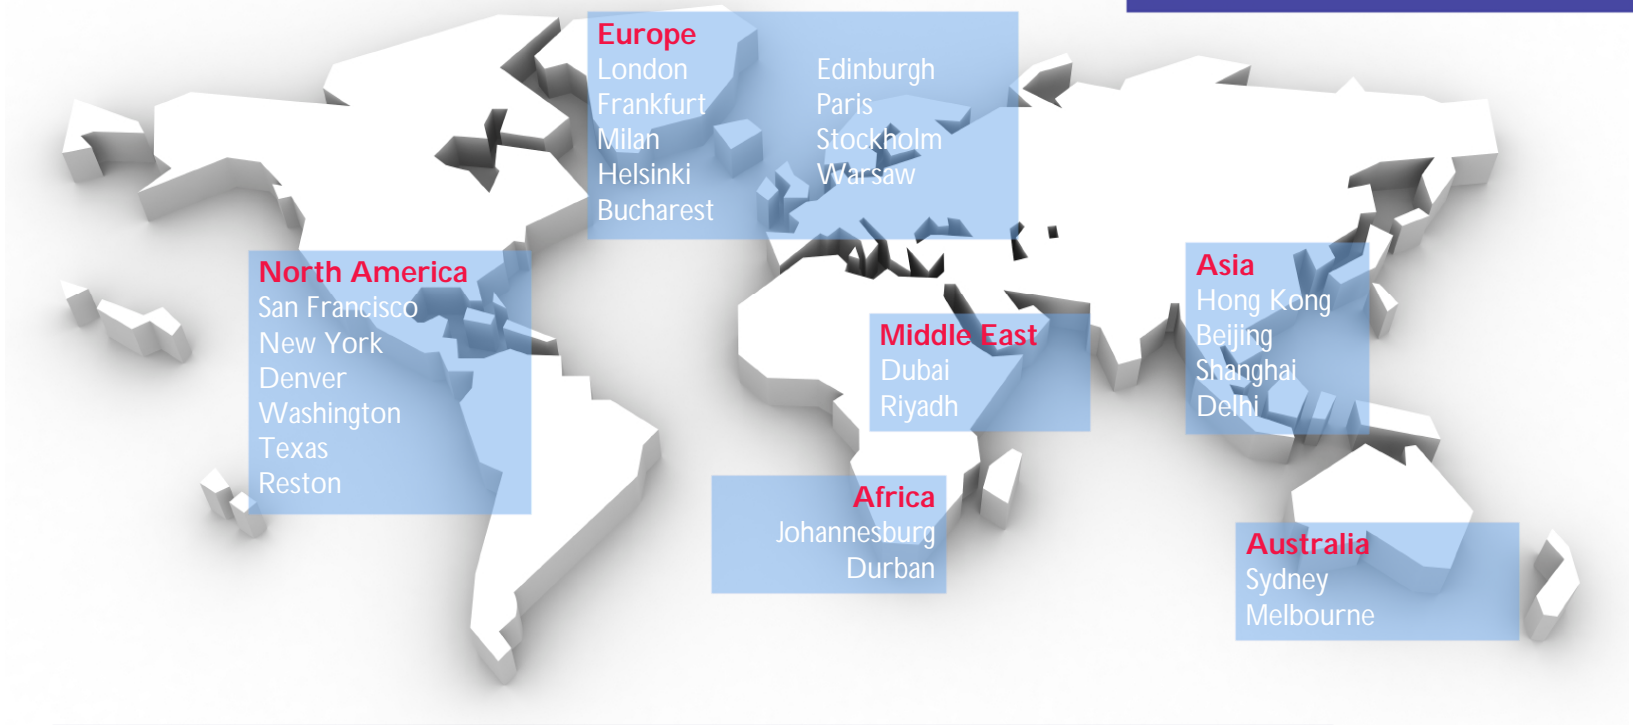 Europe
London
Frankfurt
Milan
Helsinki
Bucharest
Edinburgh
Paris
Stockholm
Warsaw
North America
San Francisco
New York
Denver
Washington
Texas
Reston
Middle East
Dubai
Riyadh
Asia
Hong Kong
Beijing
Shanghai
Delhi
Africa
Johannesburg
Durban
Australia
Sydney
Melbourne